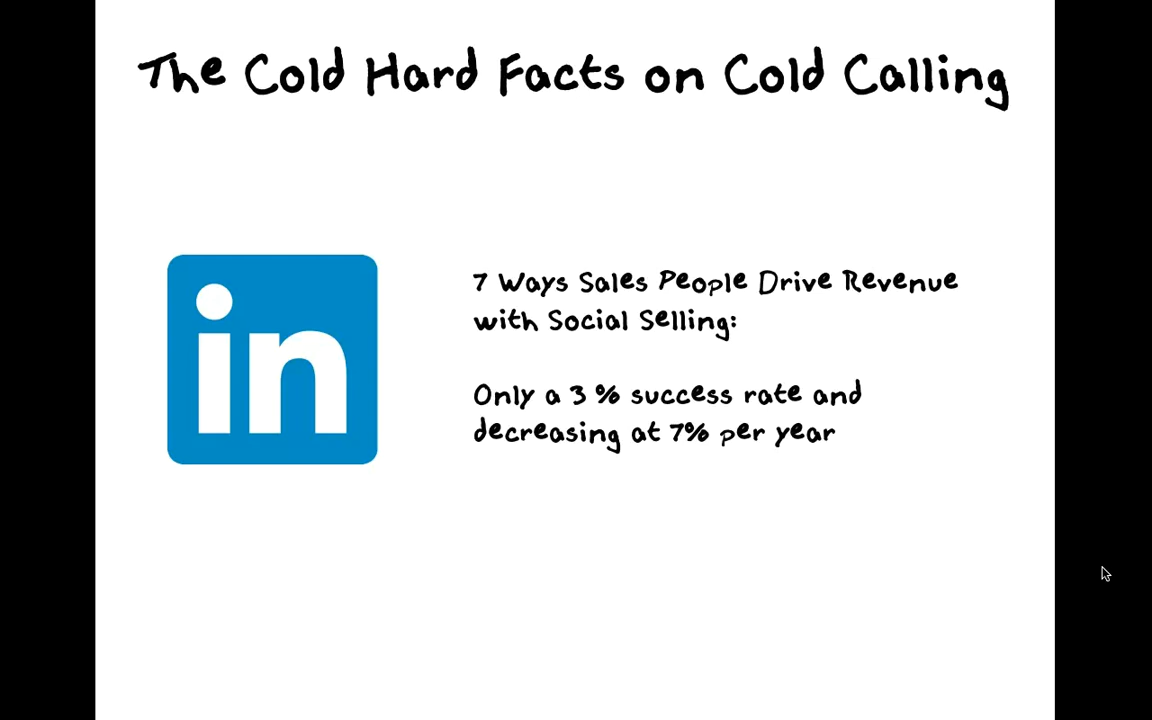 The Cold Hard Facts on Cold Calling
in
7 Ways Sales People Drive Revenue
with Social Selling:
Only a 3 % success rate and
decreasing at 7% per year